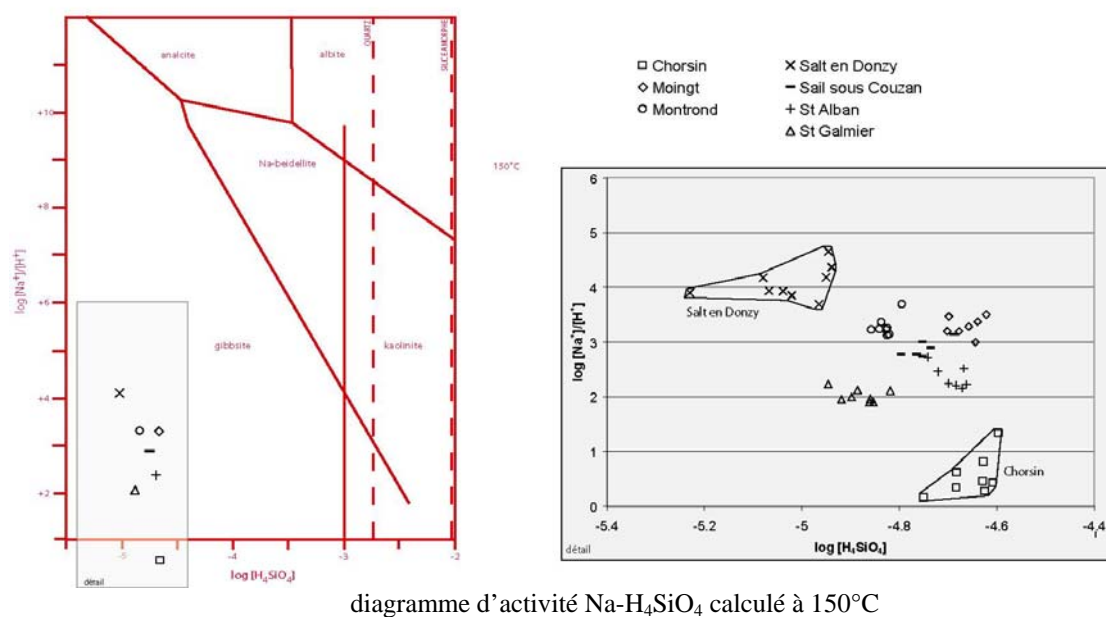 analcite
albite
QUARTZ
SILICE AMORPHE
+10
Na-beidellite
150°C
+8
log [Na⁺]/[H⁺]
+6
gibbsite
kaolinite
+4
+2
-5
-4
-3
-2
log [H₄SiO₄]
détail
Chorsin
Moingt
Montrond
Salt en Donzy
Sail sous Couzan
St Alban
St Galmier
6
5
4
3
2
1
0
log [Na⁺]/[H⁺]
Salt en Donzy
Chorsin
-5.4
-5.2
-5
-4.8
-4.6
-4.4
log [H₄SiO₄]
détail
diagramme d’activité Na-H₄SiO₄ calculé à 150°C